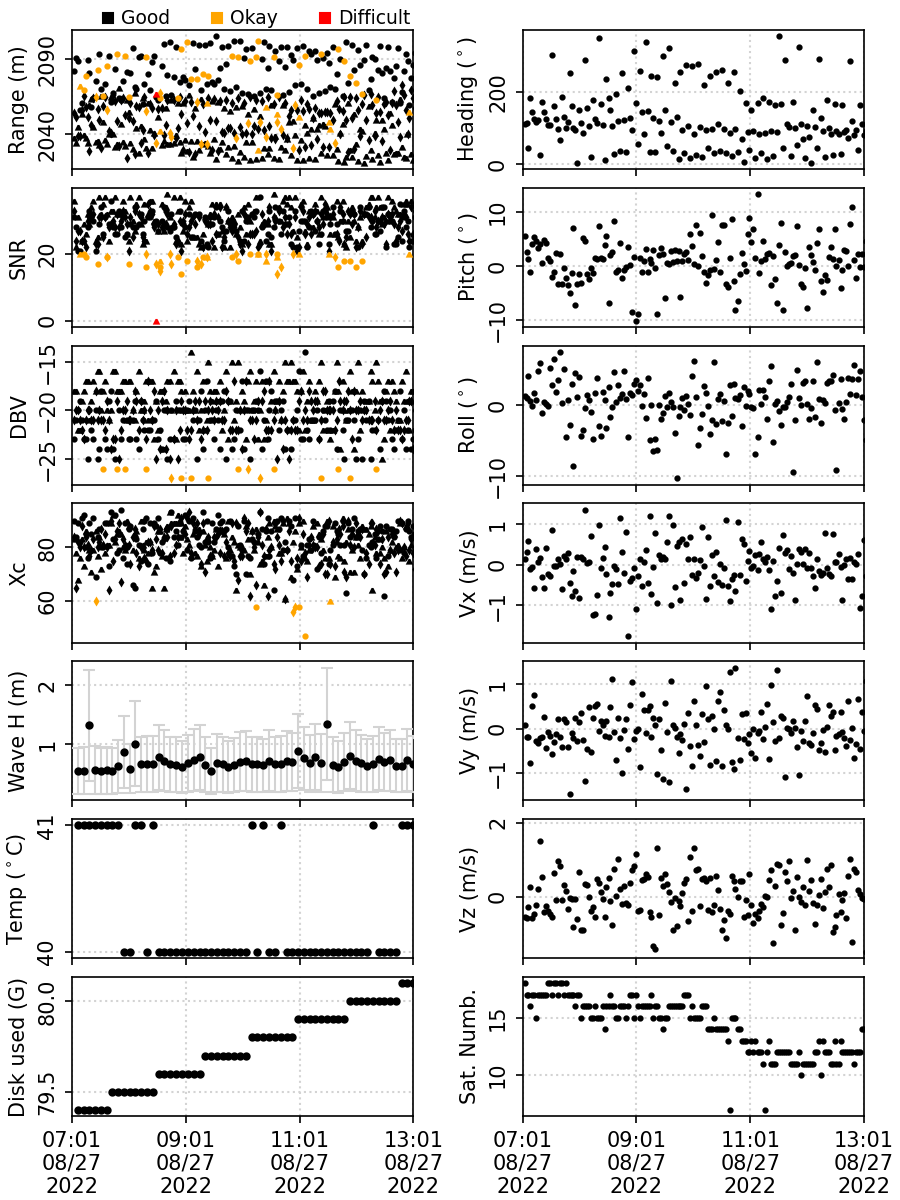 Good Okay Difficult
Range (m)
2090
2040
Heading (°)
200
0
SNR
20
0
Pitch (°)
10
0
−10
DBV
−15
−20
−25
Roll (°)
0
−10
Xc
80
60
Vx (m/s)
1
0
−1
Wave H (m)
2
1
Vy (m/s)
1
0
−1
Temp (°C)
41
40
Vz (m/s)
2
0
Disk used (G)
80.0
79.5
Sat. Numb.
15
10
07:01 09:01 11:01 13:01 07:01 09:01 11:01 13:01
08/27 08/27 08/27 08/27 08/27 08/27 08/27 08/27
2022 2022 2022 2022 2022 2022 2022 2022